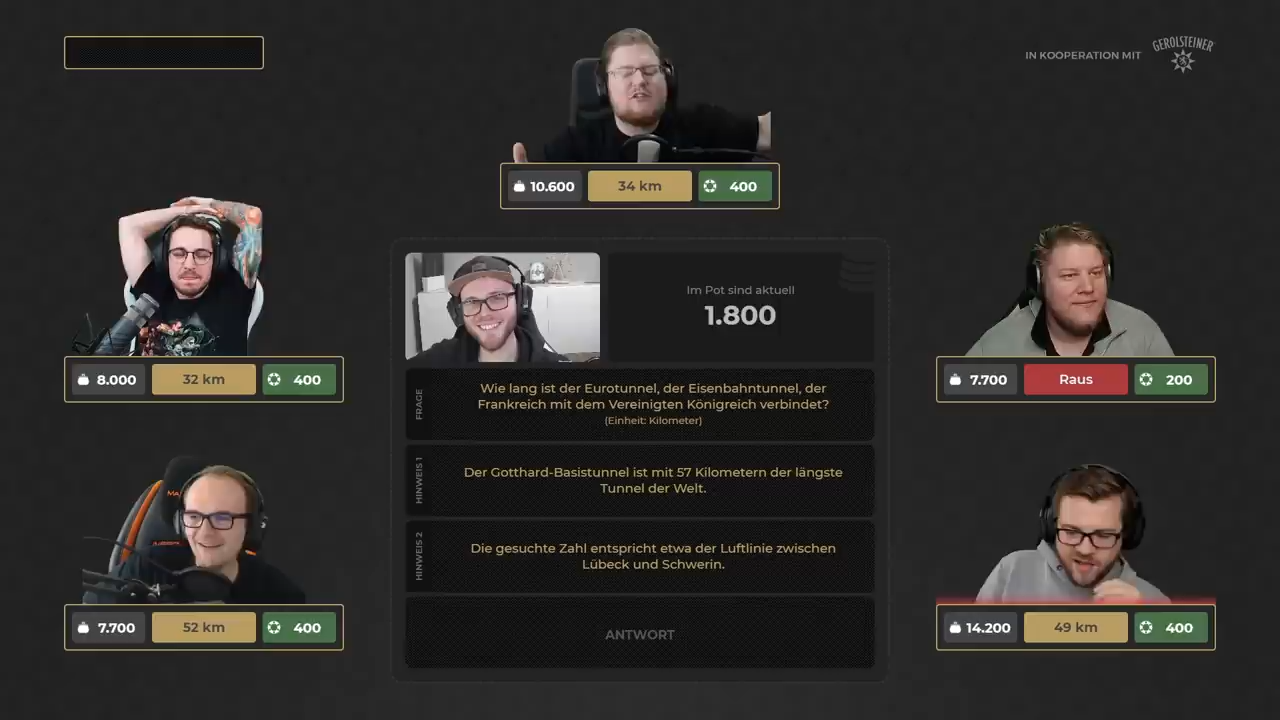 IN KOOPERATION MIT
GEROLSTEINER
10.600
34 km
400
8.000
32 km
400
Im Pot sind aktuell
1.800
7.700
Raus
200
FRAGE
Wie lang ist der Eurotunnel, der Eisenbahntunnel, der
Frankreich mit dem Vereinigten Königreich verbindet?
(Einheit: Kilometer)
HINWEIS 1
Der Gotthard-Basistunnel ist mit 57 Kilometern der längste
Tunnel der Welt.
HINWEIS 2
Die gesuchte Zahl entspricht etwa der Luftlinie zwischen
Lübeck und Schwerin.
7.700
52 km
400
ANTWORT
14.200
49 km
400